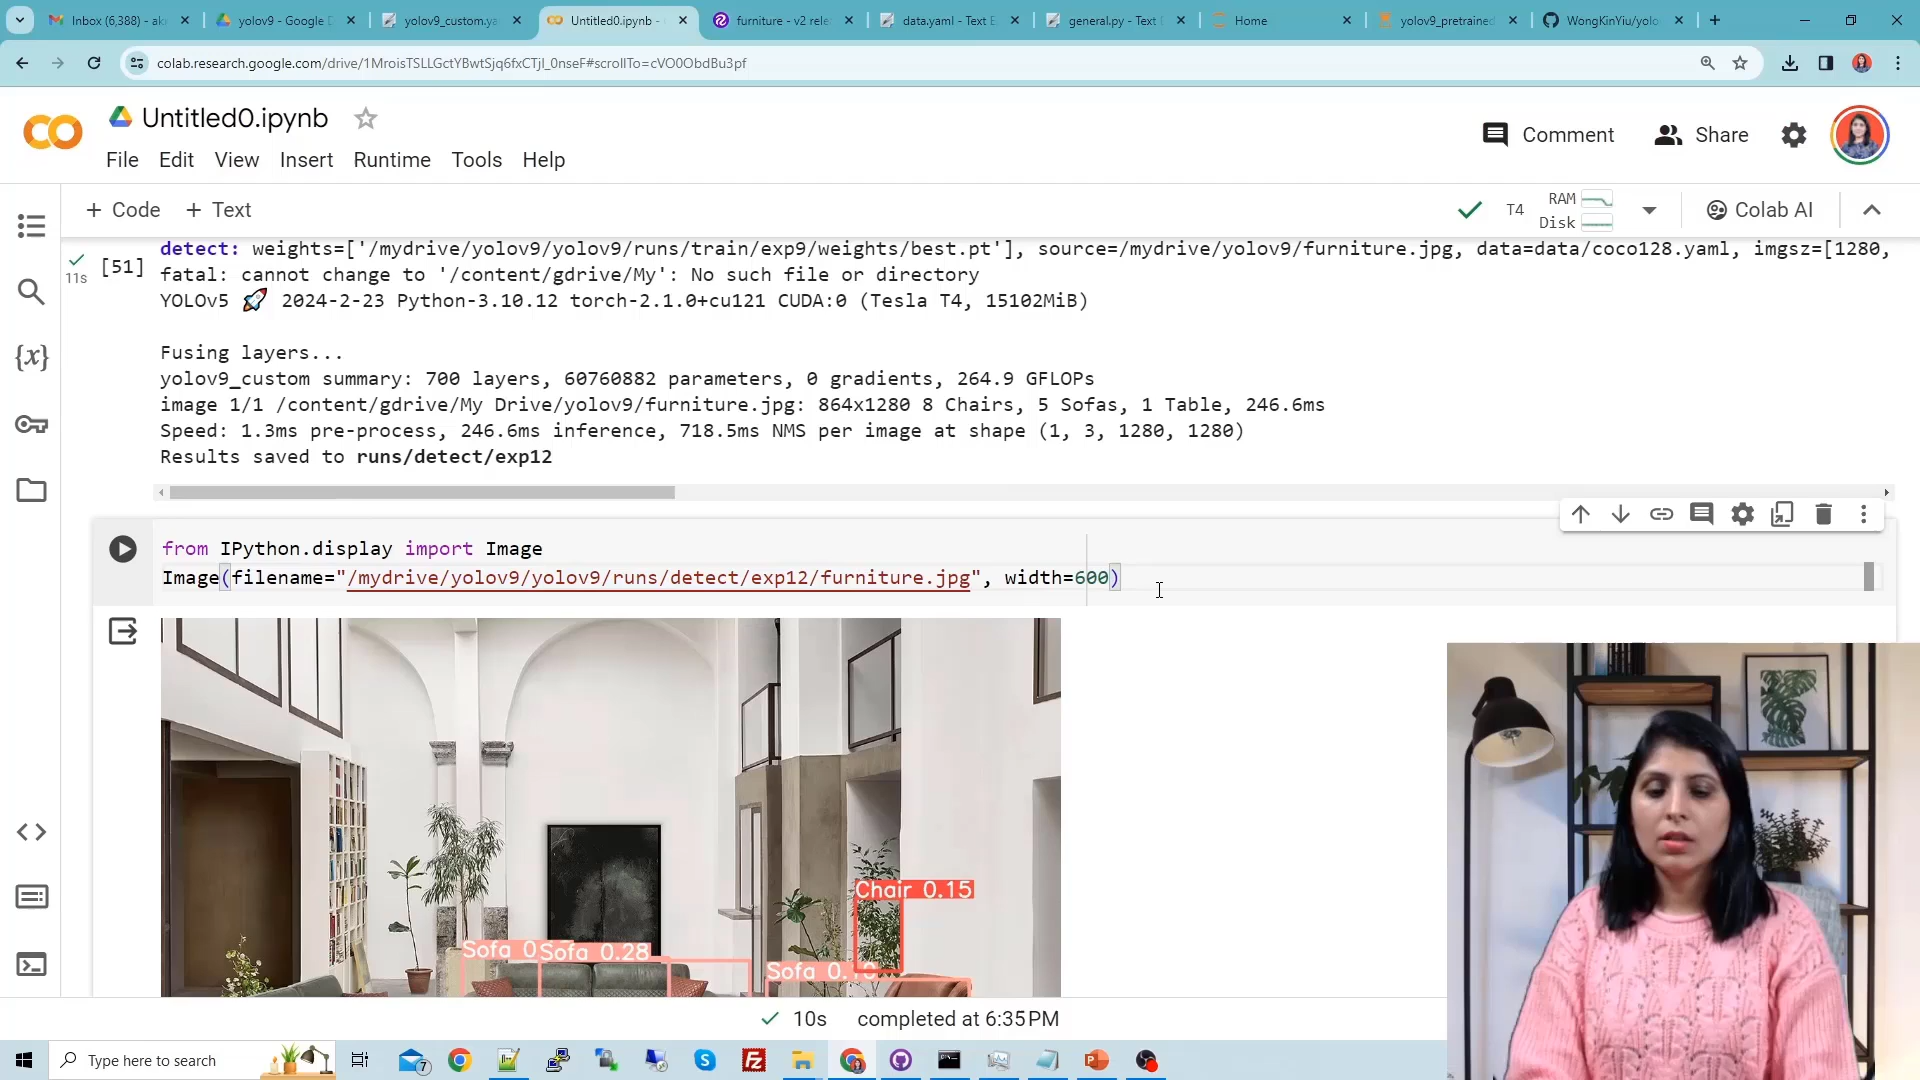 Inbox (6,388) - ak
yolov9 - Google D
yolov9_custom.ya
Untitled0.ipynb -
furniture - v2 rele
data.yaml - Text E
general.py - Text
Home
yolov9_pretrained
WongKinYiu/yolo
colab.research.google.com/drive/1MroisTSLLGctYBwtSjq6fxCTjI_0nseF#scrollTo=cVO0ObdBu3pf
Untitled0.ipynb
Comment
Share
File Edit View Insert Runtime Tools Help
+ Code + Text
T4
RAM
Disk
Colab AI
11s
[51]
detect: weights=['/mydrive/yolov9/yolov9/runs/train/exp9/weights/best.pt'], source=/mydrive/yolov9/furniture.jpg, data=data/coco128.yaml, imgsz=[1280,
fatal: cannot change to '/content/gdrive/My': No such file or directory
YOLOv5 🚀 2024-2-23 Python-3.10.12 torch-2.1.0+cu121 CUDA:0 (Tesla T4, 15102MiB)
Fusing layers...
yolov9_custom summary: 700 layers, 60760882 parameters, 0 gradients, 264.9 GFLOPs
image 1/1 /content/gdrive/My Drive/yolov9/furniture.jpg: 864x1280 8 Chairs, 5 Sofas, 1 Table, 246.6ms
Speed: 1.3ms pre-process, 246.6ms inference, 718.5ms NMS per image at shape (1, 3, 1280, 1280)
Results saved to runs/detect/exp12
from IPython.display import Image
Image(filename="/mydrive/yolov9/yolov9/runs/detect/exp12/furniture.jpg", width=600)
Chair 0.15
Sofa 0
Sofa 0.28
Sofa 0.
10s completed at 6:35 PM
Type here to search
7